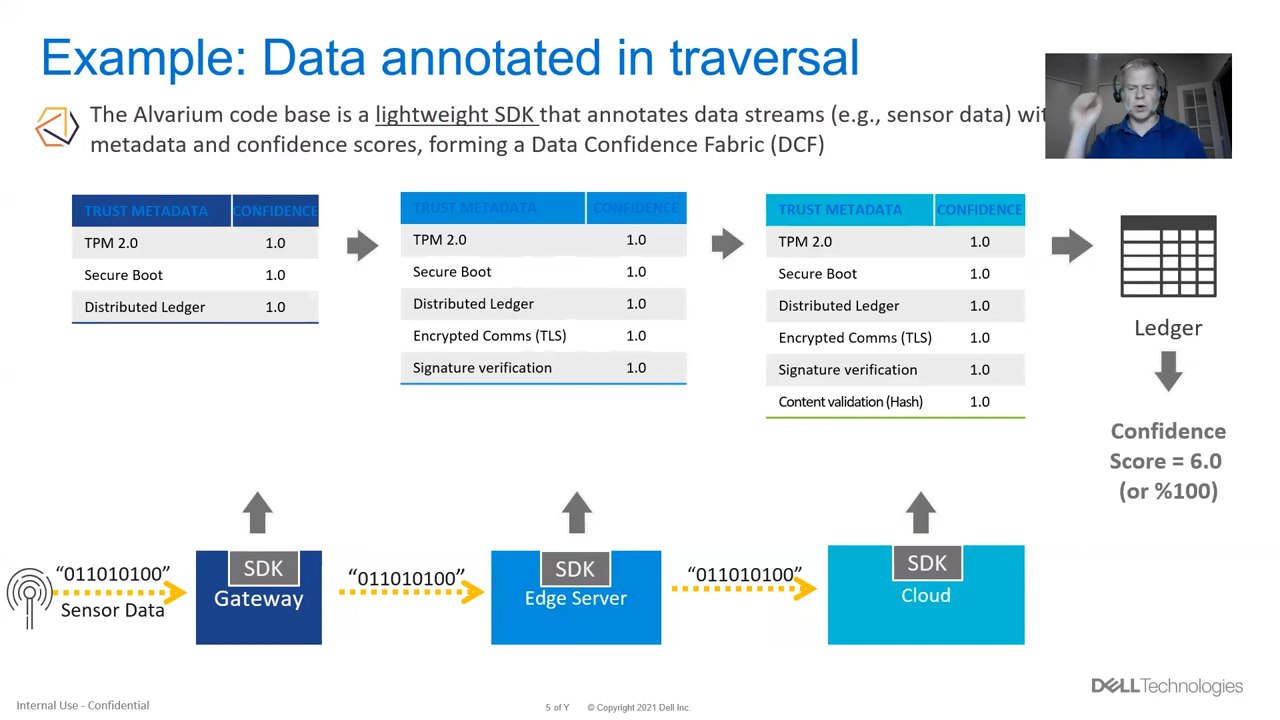 Example: Data annotated in traversal
The Alvarium code base is a lightweight SDK that annotates data streams (e.g., sensor data) wit
metadata and confidence scores, forming a Data Confidence Fabric (DCF)
TRUST METADATA CONFIDENCE
TPM 2.0 1.0
Secure Boot 1.0
Distributed Ledger 1.0
TRUST METADATA CONFIDENCE
TPM 2.0 1.0
Secure Boot 1.0
Distributed Ledger 1.0
Encrypted Comms (TLS) 1.0
Signature verification 1.0
TRUST METADATA CONFIDENCE
TPM 2.0 1.0
Secure Boot 1.0
Distributed Ledger 1.0
Encrypted Comms (TLS) 1.0
Signature verification 1.0
Content validation (Hash) 1.0
Ledger
Confidence
Score = 6.0
(or %100)
"011010100"
Sensor Data
SDK
Gateway
"011010100"
SDK
Edge Server
"011010100"
SDK
Cloud
DELL Technologies
Internal Use - Confidential
5 of Y
© Copyright 2021 Dell Inc.